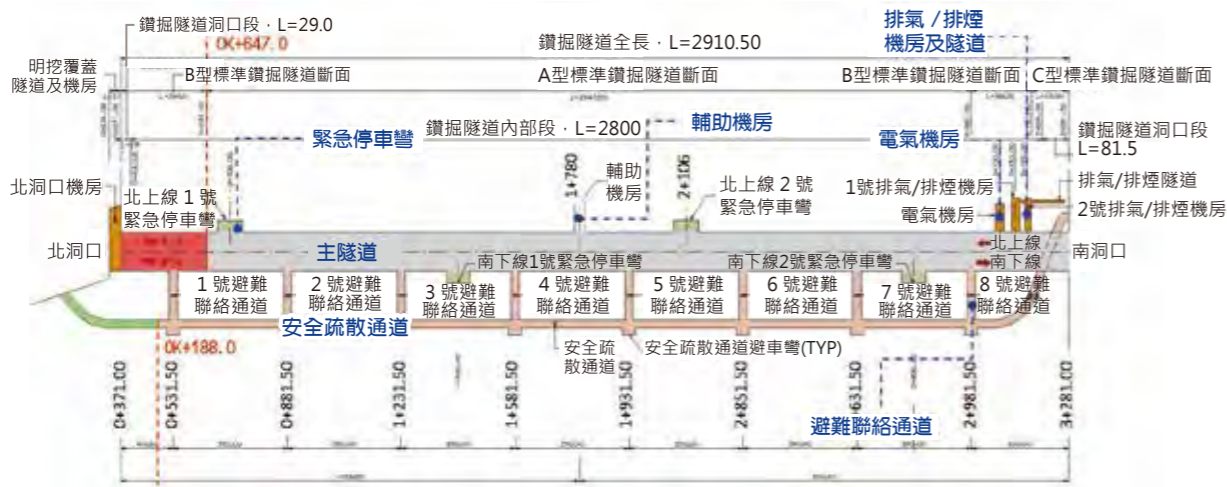 鑽掘隧道洞口段‧L=29.0
0K+647.0
鑽掘隧道全長‧L=2910.50
排氣 /排煙
機房及隧道
明挖覆蓋
隧道及機房
B型標準鑽掘隧道斷面
A型標準鑽掘隧道斷面
B型標準鑽掘隧道斷面
C型標準鑽掘隧道斷面
緊急停車彎
鑽掘隧道內部段‧L=2800
輔助機房
電氣機房
鑽掘隧道洞口段
L=81.5
北洞口機房
北上線 1 號
緊急停車彎
1+780
輔助
機房
2+106
北上線 2 號
緊急停車彎
1號排氣/排煙機房
電氣機房
排氣/排煙隧道
2號排氣/排煙機房
北洞口
主隧道
北上線
南下線
南洞口
南下線1號緊急停車彎
南下線2號緊急停車彎
1 號避難
聯絡通道
2 號避難
聯絡通道
3 號避難
聯絡通道
4 號避難
聯絡通道
5 號避難
聯絡通道
6 號避難
聯絡通道
7 號避難
聯絡通道
8 號避難
聯絡通道
安全疏散通道
0K+188.0
安全疏
散通道
安全疏散通道避車彎(TYP)
0+371.00
0+531.50
0+881.50
1+231.50
1+581.50
1+931.50
2+851.50
+631.50
2+981.50
3+281.00
避難聯絡通道